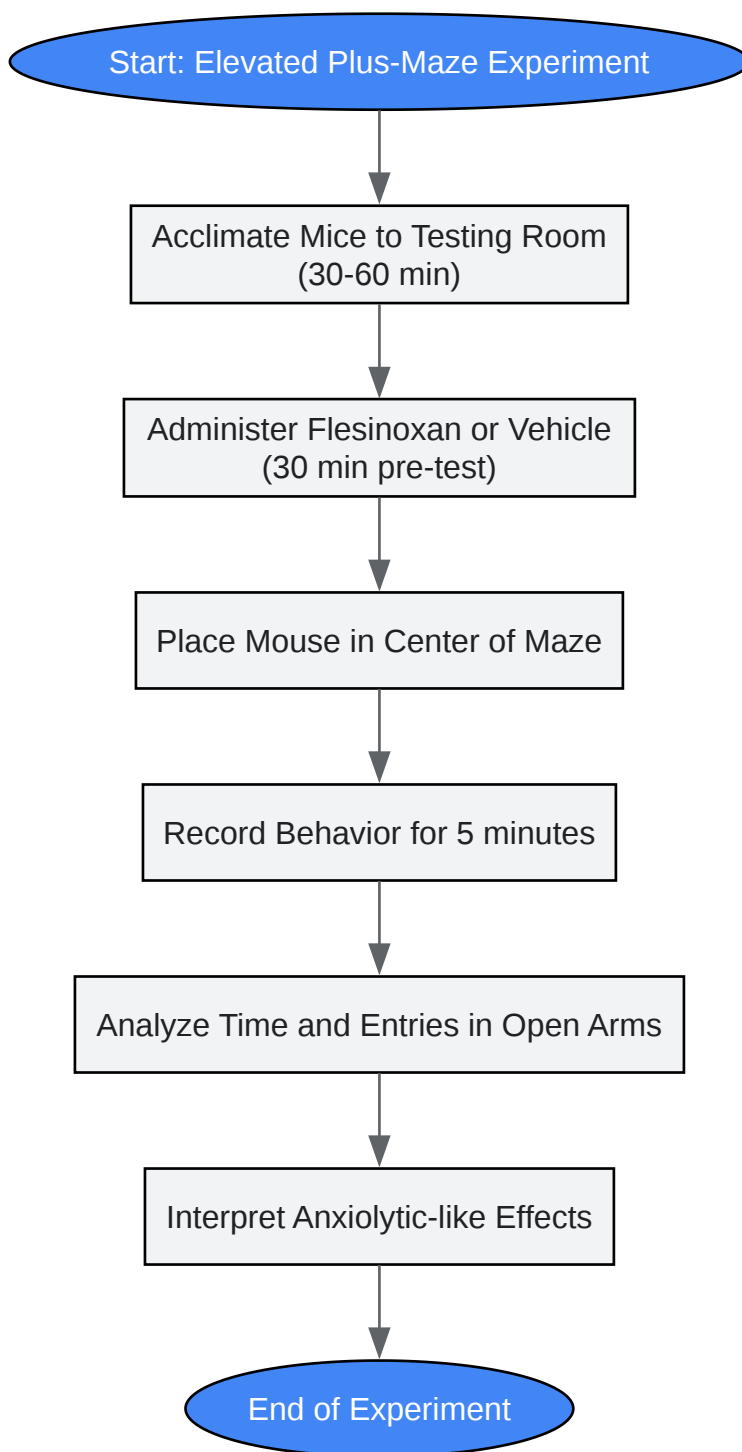 Start: Elevated Plus-Maze Experiment
Acclimate Mice to Testing Room
(30-60 min)
Administer Flesinoxan or Vehicle
(30 min pre-test)
Place Mouse in Center of Maze
Record Behavior for 5 minutes
Analyze Time and Entries in Open Arms
Interpret Anxiolytic-like Effects
End of Experiment